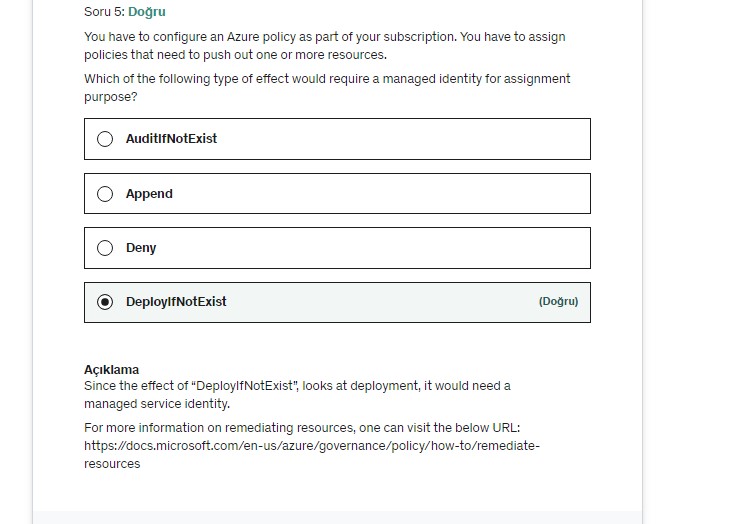 Soru 5: Doğru
You have to configure an Azure policy as part of your subscription. You have to assign
policies that need to push out one or more resources.
Which of the following type of effect would require a managed identity for assignment
purpose?
AuditIfNotExist
Append
Deny
DeployIfNotExist (Doğru)
Açıklama
Since the effect of “DeployIfNotExist”, looks at deployment, it would need a
managed service identity.
For more information on remediating resources, one can visit the below URL:
https://docs.microsoft.com/en-us/azure/governance/policy/how-to/remediate-
resources